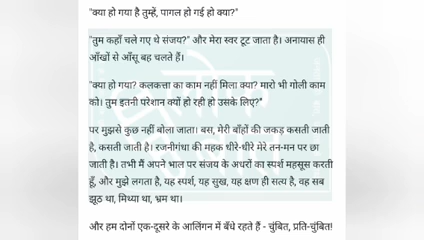 "क्या हो गया है तुम्हें, पागल हो गई हो क्या?"
"तुम कहाँ चले गए थे संजय?" और मेरा स्वर टूट जाता है। अनायास ही
आँखों से आँसू बह चलते हैं।
"क्या हो गया? कलकत्ता का काम नहीं मिला क्या? मारो भी गोली काम
को। तुम इतनी परेशान क्यों हो रही हो उसके लिए?"
पर मुझसे कुछ नहीं बोला जाता। बस, मेरी बाँहों की जकड़ कसती जाती
है, कसती जाती है। रजनीगंधा की महक धीरे-धीरे मेरे तन-मन पर छा
जाती है। तभी मैं अपने भाल पर संजय के अधरों का स्पर्श महसूस करती
हूँ, और मुझे लगता है, यह स्पर्श, यह सुख, यह क्षण ही सत्य है, वह सब
झूठ था, मिथ्या था, भ्रम था।
और हम दोनों एक-दूसरे के आलिंगन में बँधे रहते हैं - चुंबित, प्रति-चुंबित!